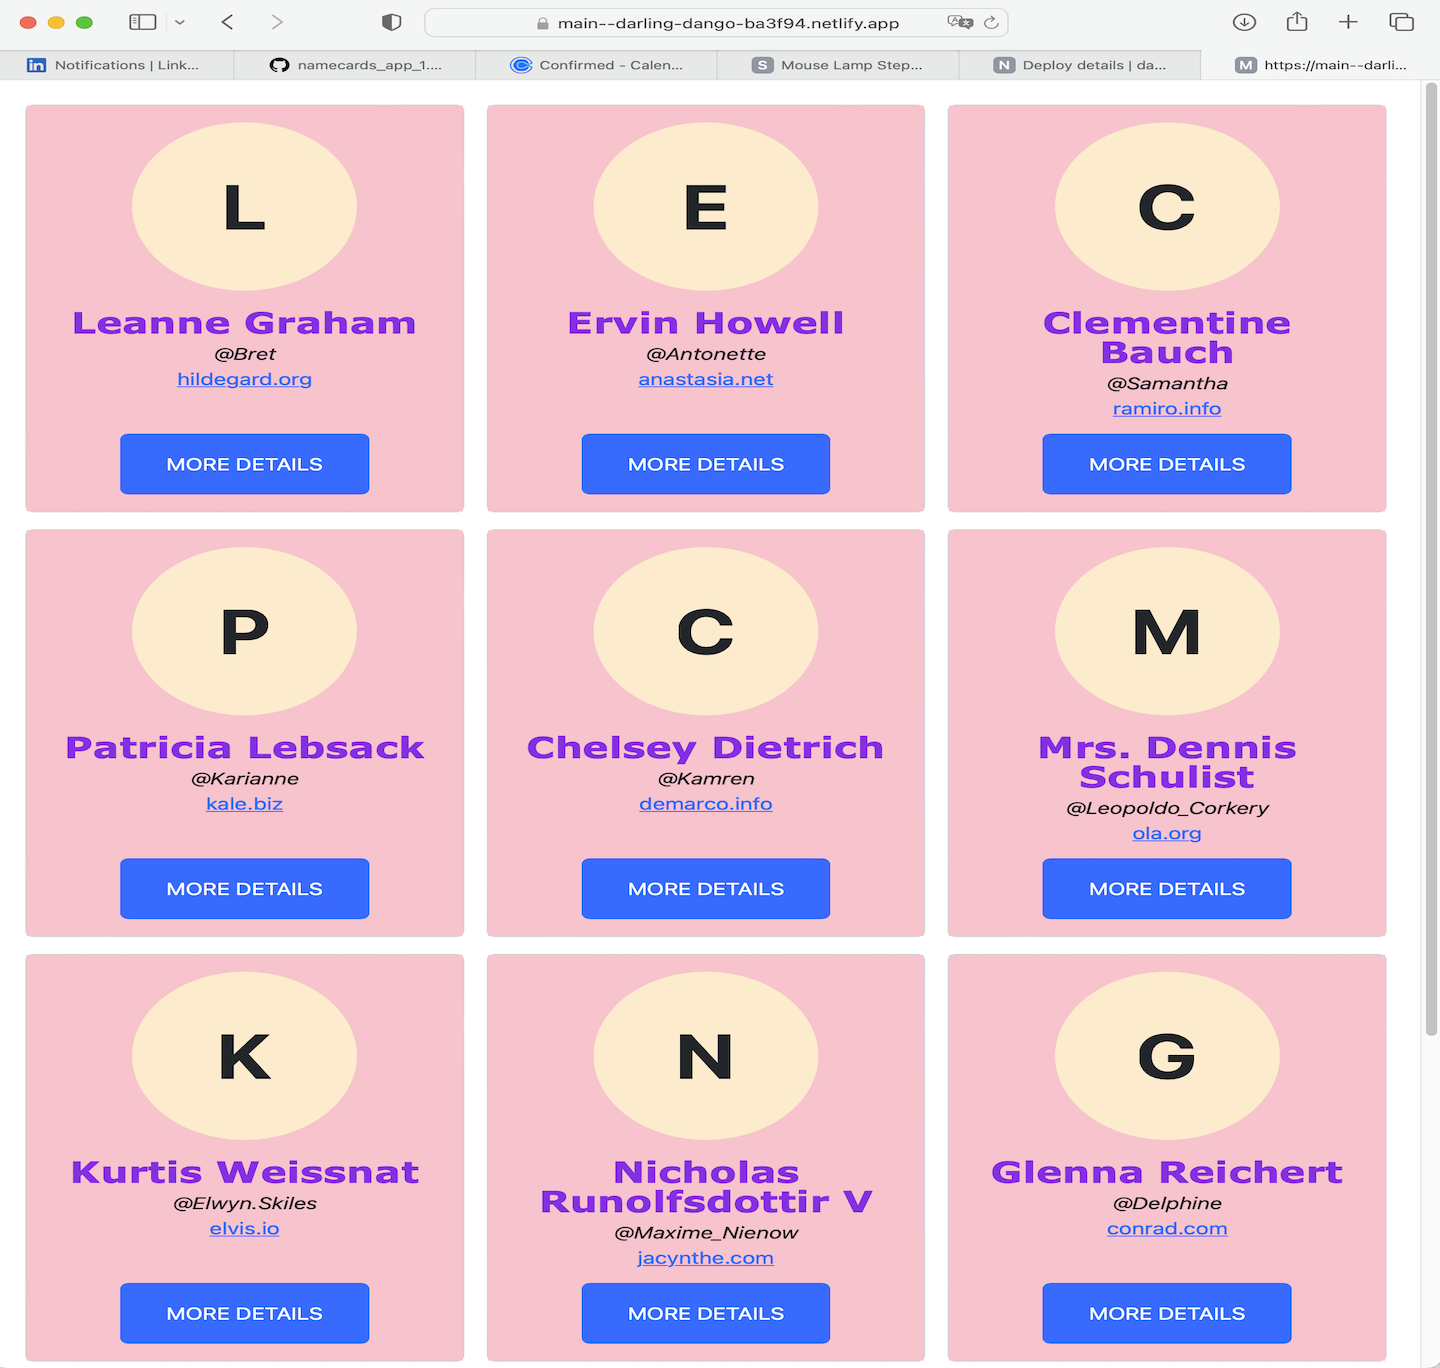 main--darling-dango-ba3f94.netlify.app
Notifications | Link...
namecards_app_1....
Confirmed - Calen...
S Mouse Lamp Step...
N Deploy details | da...
M https://main--darli...
L
E
C
Leanne Graham
@Bret
hildegard.org
MORE DETAILS
Ervin Howell
@Antonette
anastasia.net
MORE DETAILS
Clementine
Bauch
@Samantha
ramiro.info
MORE DETAILS
P
C
M
Patricia Lebsack
@Karianne
kale.biz
MORE DETAILS
Chelsey Dietrich
@Kamren
demarco.info
MORE DETAILS
Mrs. Dennis
Schulist
@Leopoldo_Corkery
ola.org
MORE DETAILS
K
N
G
Kurtis Weissnat
@Elwyn.Skiles
elvis.io
MORE DETAILS
Nicholas
Runolfsdottir V
@Maxime_Nienow
jacynthe.com
MORE DETAILS
Glenna Reichert
@Delphine
conrad.com
MORE DETAILS